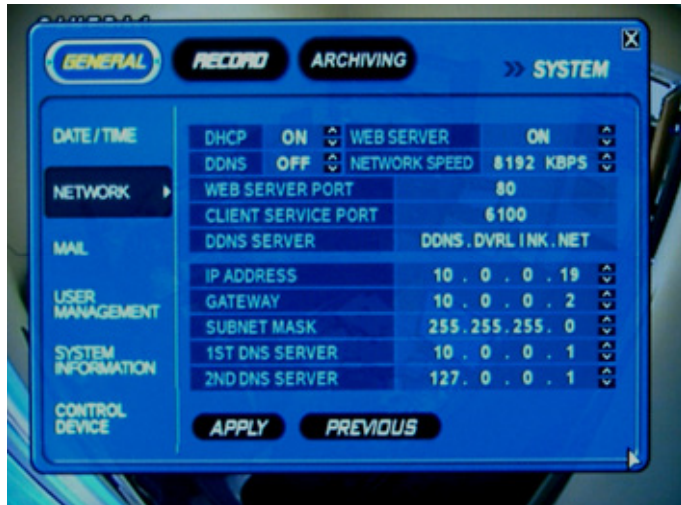 GENERAL RECORD ARCHIVING
>> SYSTEM
X
DATE / TIME
NETWORK
MAIL
USER MANAGEMENT
SYSTEM INFORMATION
CONTROL DEVICE
DHCP ON WEB SERVER ON
DDNS OFF NETWORK SPEED 8192 KBPS
WEB SERVER PORT 80
CLIENT SERVICE PORT 6100
DDNS SERVER DDNS.DVRLINK.NET
IP ADDRESS 10 . 0 . 0 . 19
GATEWAY 10 . 0 . 0 . 2
SUBNET MASK 255.255.255. 0
1ST DNS SERVER 10 . 0 . 0 . 1
2ND DNS SERVER 127. 0 . 0 . 1
APPLY PREVIOUS